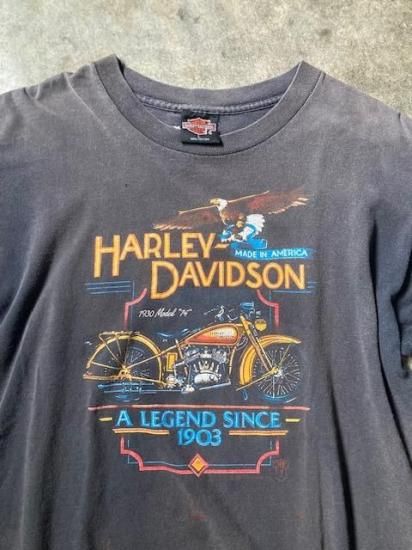 HARLEY-
MADE IN AMERICA
DAVIDSON
1930 Model "74"
A LEGEND SINCE
1903